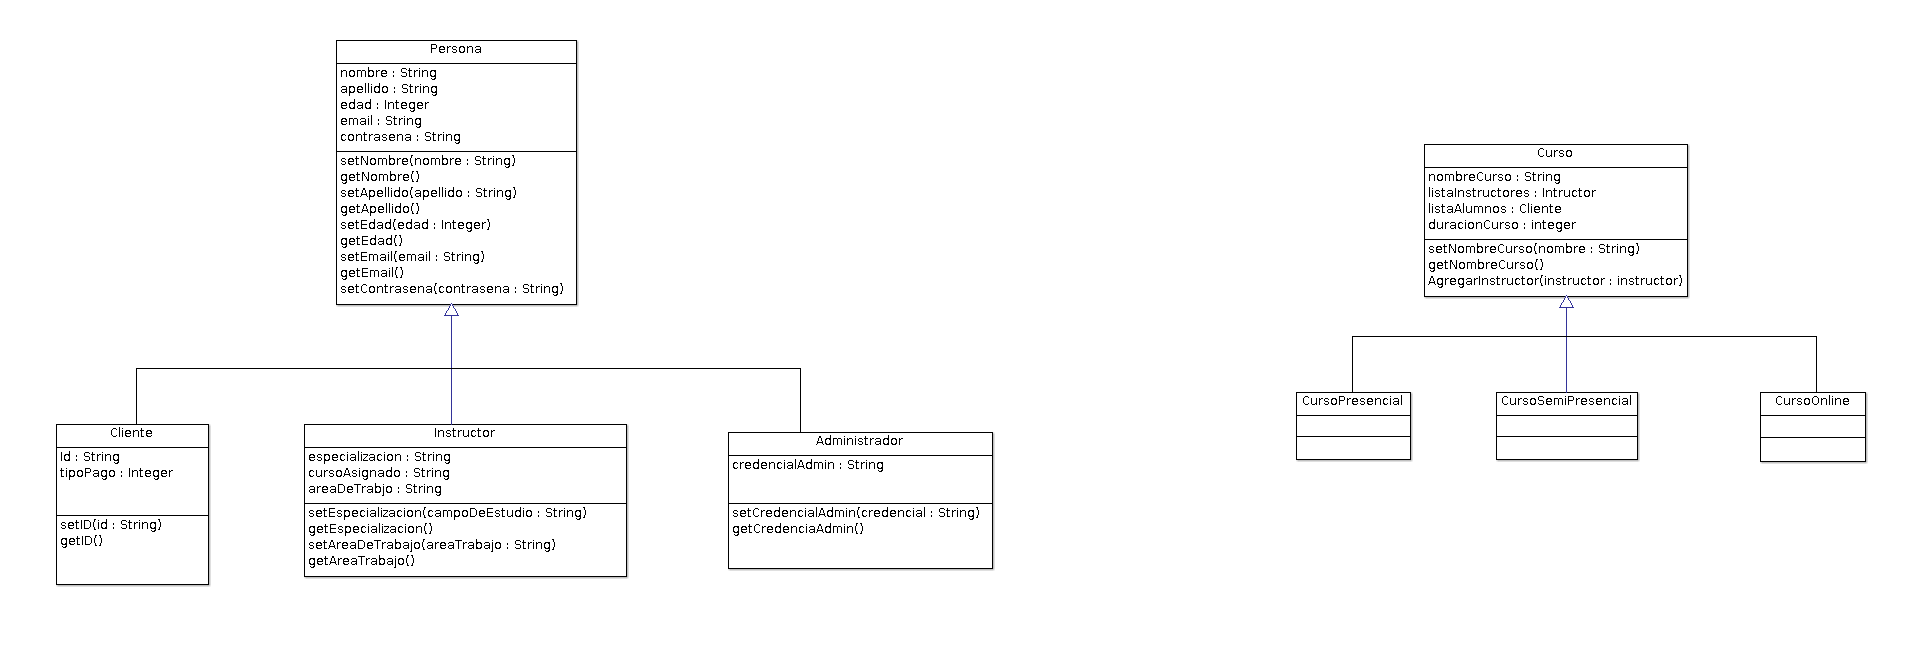 Persona
nombre : String
apellido : String
edad : Integer
email : String
contrasena : String
setNombre(nombre : String)
getNombre()
setApellido(apellido : String)
getApellido()
setEdad(edad : Integer)
getEdad()
setEmail(email : String)
getEmail()
setContrasena(contrasena : String)
Cliente
Id : String
tipoPago : Integer
setID(id : String)
getID()
Instructor
especializacion : String
cursoAsignado : String
areaDeTrabjo : String
setEspecializacion(campoDeEstudio : String)
getEspecializacion()
setAreaDeTrabajo(areaTrabajo : String)
getAreaTrabajo()
Administrador
credencialAdmin : String
setCredencialAdmin(credencial : String)
getCredenciaAdmin()
Curso
nombreCurso : String
listaInstructores : Intructor
listaAlumnos : Cliente
duracionCurso : integer
setNombreCurso(nombre : String)
getNombreCurso()
AgregarInstructor(instructor : instructor)
CursoPresencial
CursoSemiPresencial
CursoOnline